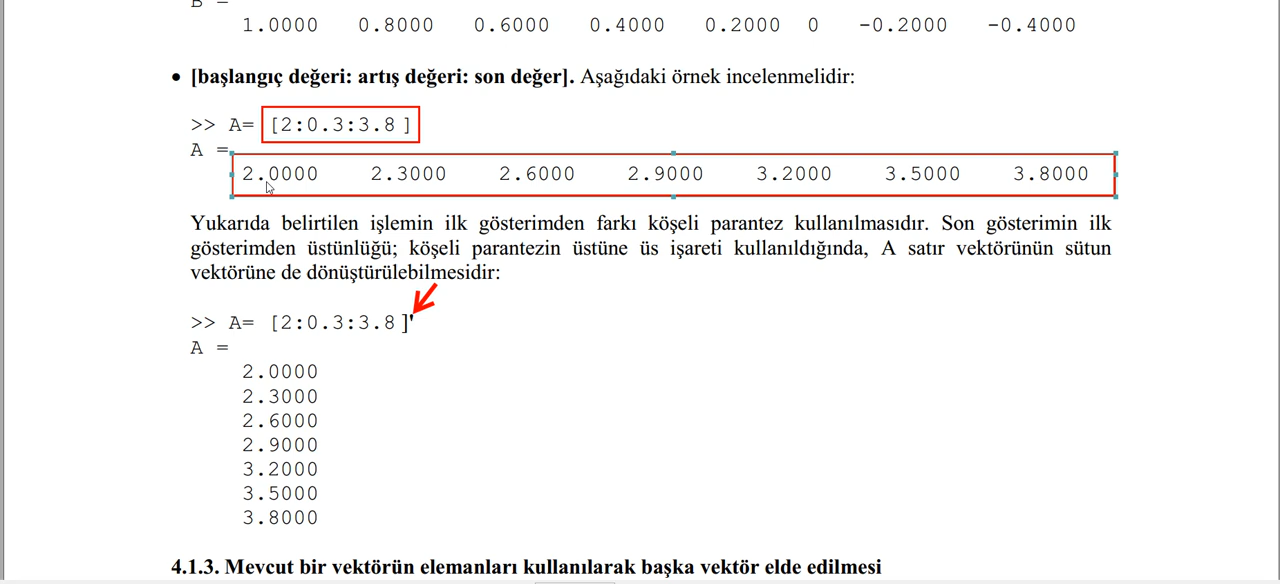 B =
1.0000 0.8000 0.6000 0.4000 0.2000 0 -0.2000 -0.4000
• [başlangıç değeri: artış değeri: son değer]. Aşağıdaki örnek incelenmelidir:
>> A= [2:0.3:3.8 ]
A =
2.0000 2.3000 2.6000 2.9000 3.2000 3.5000 3.8000
Yukarıda belirtilen işlemin ilk gösterimden farkı köşeli parantez kullanılmasıdır. Son gösterimin ilk
gösterimden üstünlüğü; köşeli parantezin üstüne üs işareti kullanıldığında, A satır vektörünün sütun
vektörüne de dönüştürülebilmesidir:
>> A= [2:0.3:3.8 ]'
A =
2.0000
2.3000
2.6000
2.9000
3.2000
3.5000
3.8000
4.1.3. Mevcut bir vektörün elemanları kullanılarak başka vektör elde edilmesi